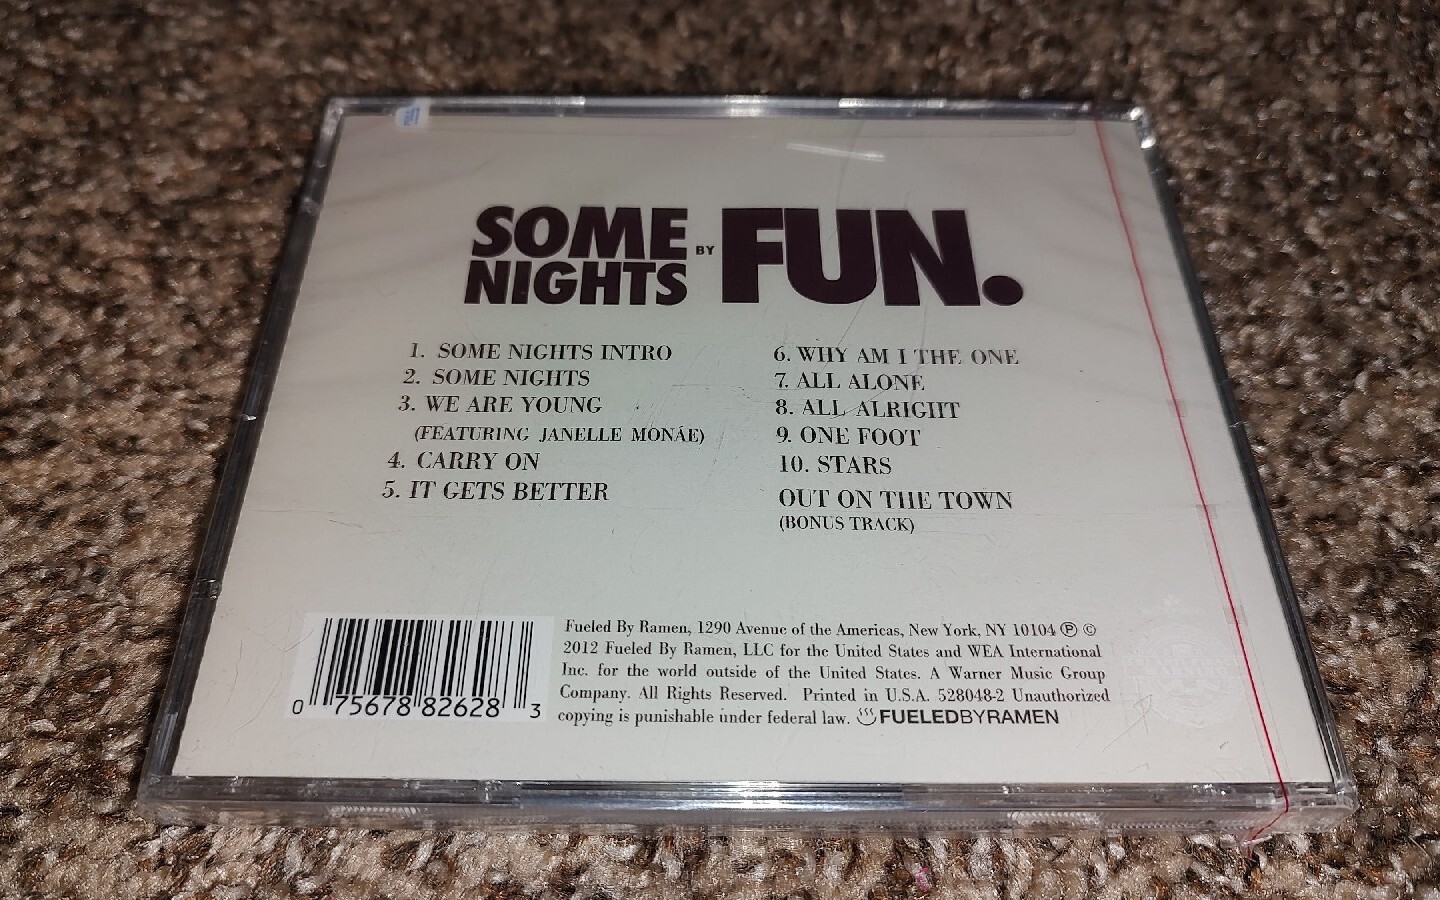 SOME
NIGHTS
BY
FUN.
1. SOME NIGHTS INTRO
2. SOME NIGHTS
3. WE ARE YOUNG
(FEATURING JANELLE MONÁE)
4. CARRY ON
5. IT GETS BETTER
6. WHY AM I THE ONE
7. ALL ALONE
8. ALL ALRIGHT
9. ONE FOOT
10. STARS
OUT ON THE TOWN
(BONUS TRACK)
0 75678 82628 3
Fueled By Ramen, 1290 Avenue of the Americas, New York, NY 10104 ℗ ©
2012 Fueled By Ramen, LLC for the United States and WEA International
Inc. for the world outside of the United States. A Warner Music Group
Company. All Rights Reserved. Printed in U.S.A. 528048-2 Unauthorized
copying is punishable under federal law. FUELEDBYRAMEN